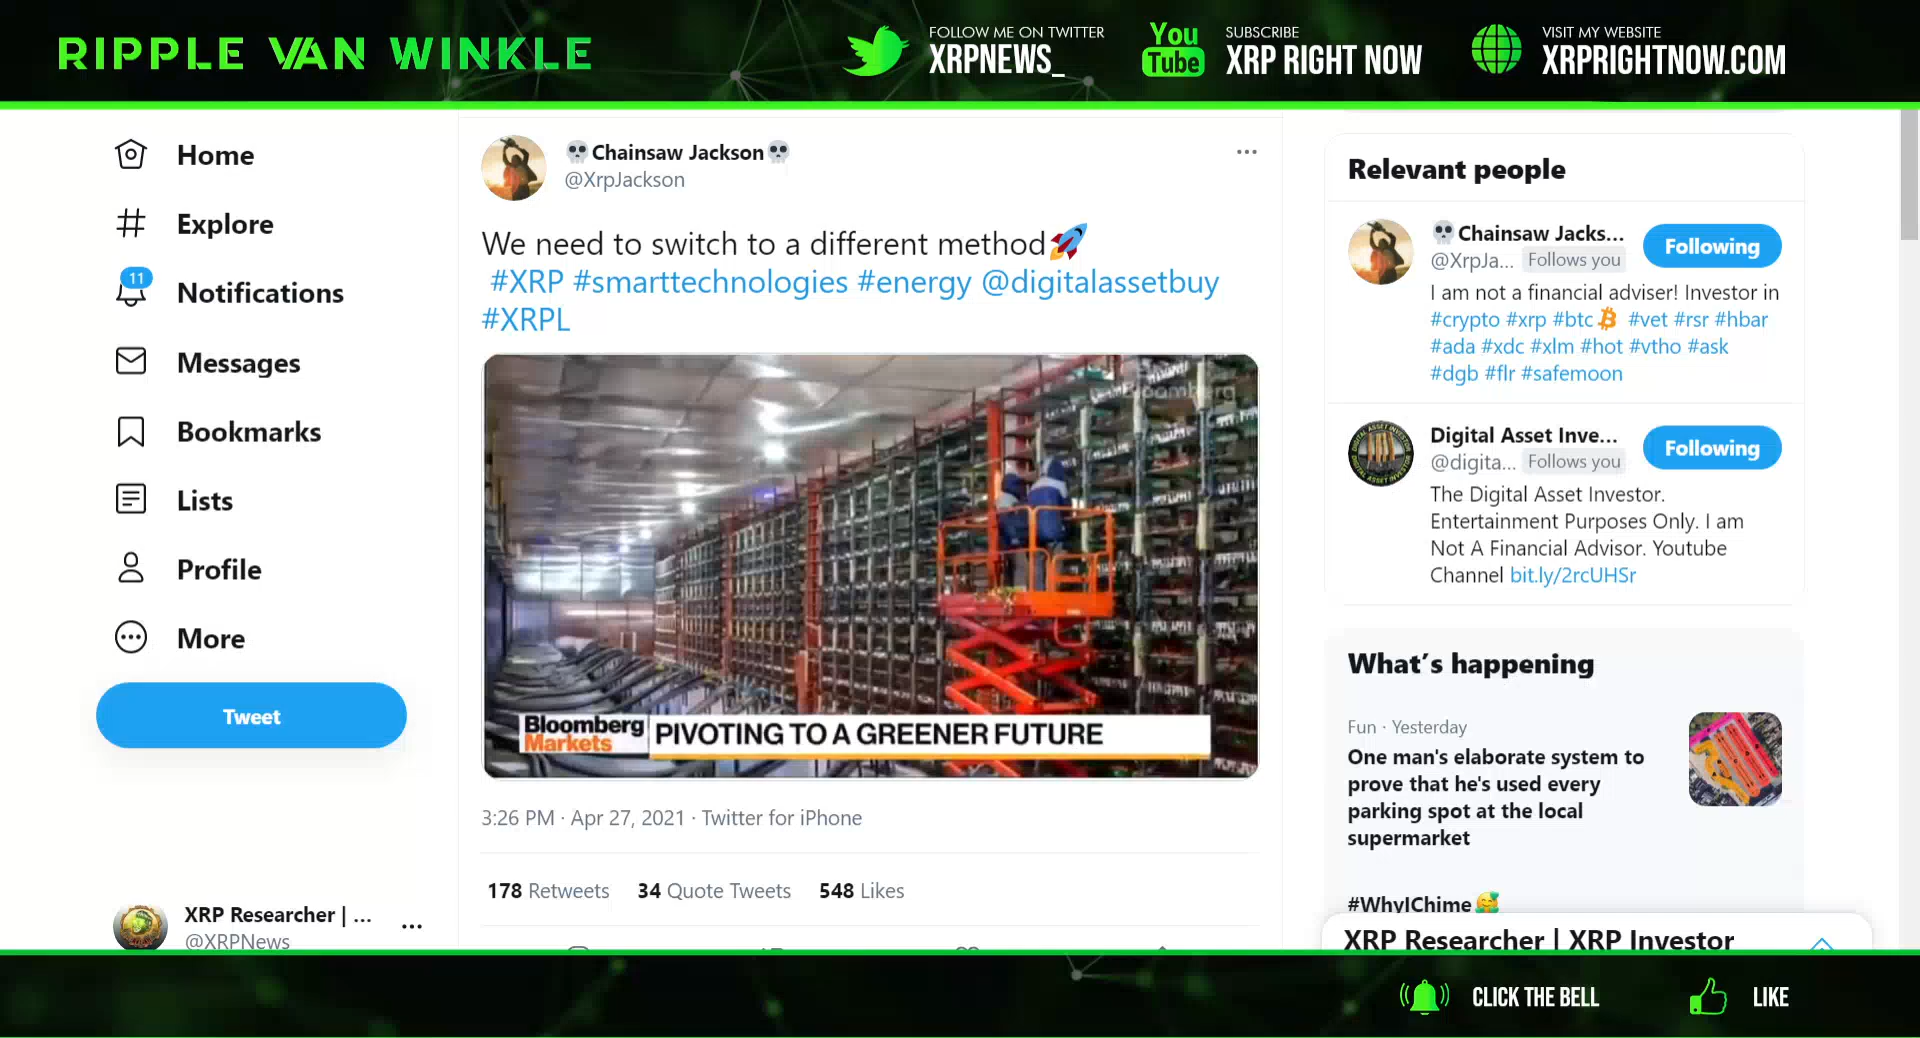 RIPPLE VAN WINKLE
FOLLOW ME ON TWITTER
XRPNEWS_
You
Tube
SUBSCRIBE
XRP RIGHT NOW
VISIT MY WEBSITE
XRPRIGHTNOW.COM
Home
Explore
11
Notifications
Messages
Bookmarks
Lists
Profile
More
Tweet
XRP Researcher | ...
@XRPNews
💀Chainsaw Jackson💀
@XrpJackson
We need to switch to a different method🚀
#XRP #smarttechnologies #energy @digitalassetbuy
#XRPL
Bloomberg
Bloomberg
Markets
PIVOTING TO A GREENER FUTURE
3:26 PM · Apr 27, 2021 · Twitter for iPhone
178 Retweets 34 Quote Tweets 548 Likes
Relevant people
💀Chainsaw Jacks...
@XrpJa... Follows you
Following
I am not a financial adviser! Investor in
#crypto #xrp #btc #vet #rsr #hbar
#ada #xdc #xlm #hot #vtho #ask
#dgb #flr #safemoon
Digital Asset Inve...
@digita... Follows you
Following
The Digital Asset Investor.
Entertainment Purposes Only. I am
Not A Financial Advisor. Youtube
Channel bit.ly/2rcUHSr
What's happening
Fun · Yesterday
One man's elaborate system to
prove that he's used every
parking spot at the local
supermarket
#WhyIChime🥰
XRP Researcher | XRP Investor
CLICK THE BELL
LIKE